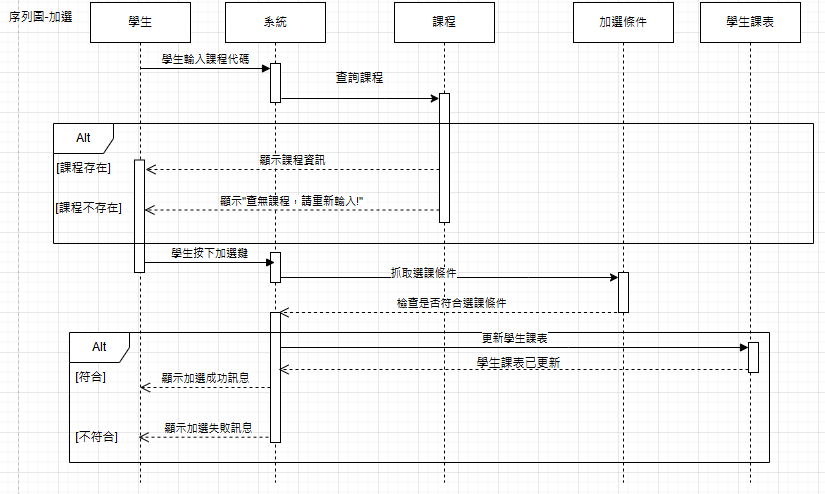 序列圖-加選
學生
系統
課程
加選條件
學生課表
學生輸入課程代碼
查詢課程
Alt
[課程存在]
顯示課程資訊
[課程不存在]
顯示"查無課程，請重新輸入!"
學生按下加選鍵
抓取選課條件
檢查是否符合選課條件
Alt
更新學生課表
學生課表已更新
[符合]
顯示加選成功訊息
[不符合]
顯示加選失敗訊息